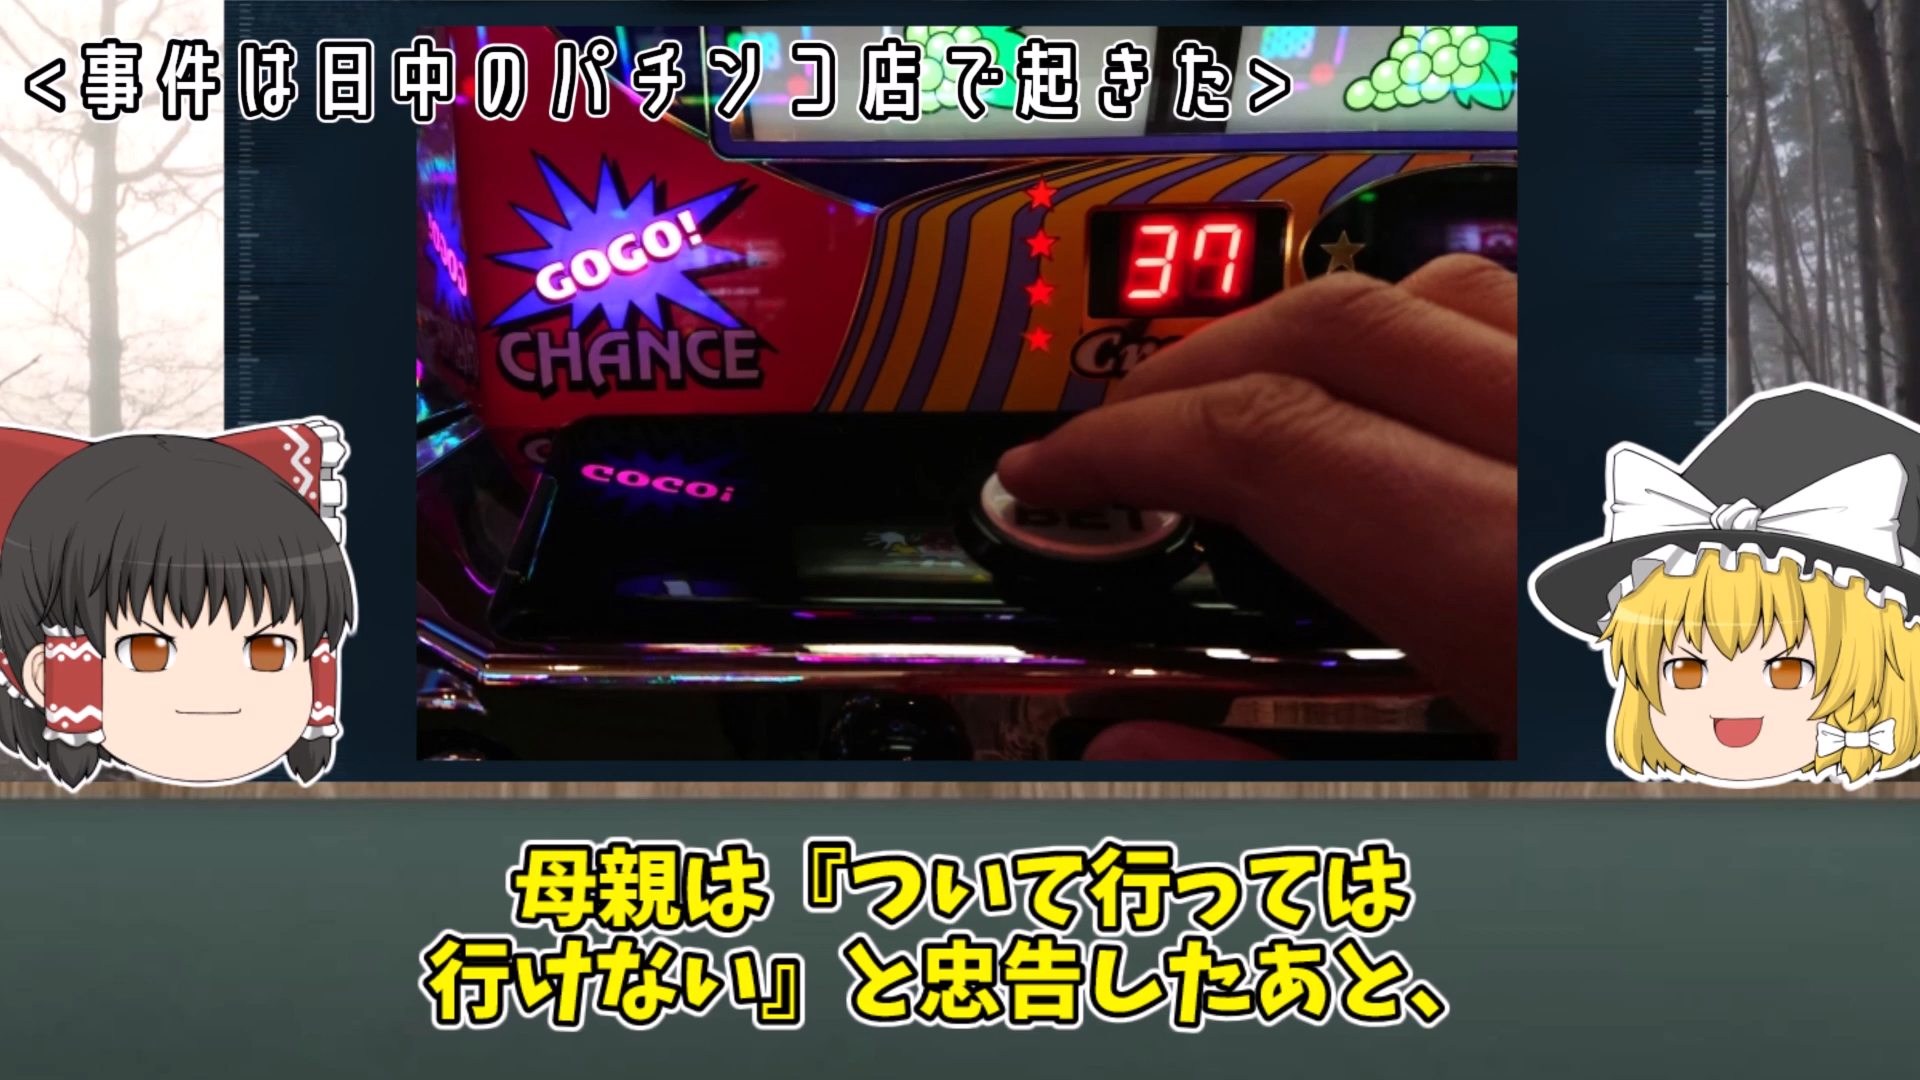 <事件は日中のパチンコ店で起きた>
GOGO!
CHANCE
37
BET
母親は『ついて行っては
行けない』と忠告したあと、